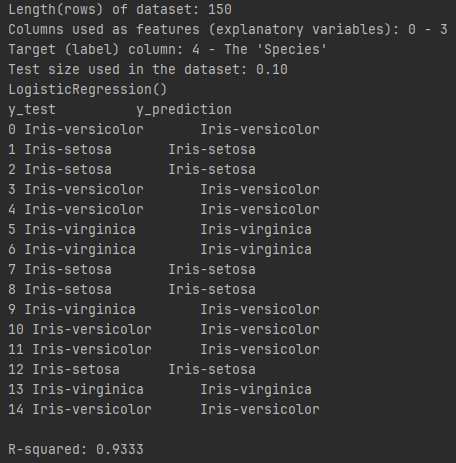 Length(rows) of dataset: 150
Columns used as features (explanatory variables): 0 - 3
Target (label) column: 4 - The 'Species'
Test size used in the dataset: 0.10
LogisticRegression()
y_test          y_prediction
0 Iris-versicolor       Iris-versicolor
1 Iris-setosa       Iris-setosa
2 Iris-setosa       Iris-setosa
3 Iris-versicolor       Iris-versicolor
4 Iris-versicolor       Iris-versicolor
5 Iris-virginica        Iris-virginica
6 Iris-virginica        Iris-virginica
7 Iris-setosa       Iris-setosa
8 Iris-setosa       Iris-setosa
9 Iris-virginica        Iris-versicolor
10 Iris-versicolor      Iris-versicolor
11 Iris-versicolor      Iris-versicolor
12 Iris-setosa      Iris-setosa
13 Iris-virginica       Iris-virginica
14 Iris-versicolor      Iris-versicolor

R-squared: 0.9333